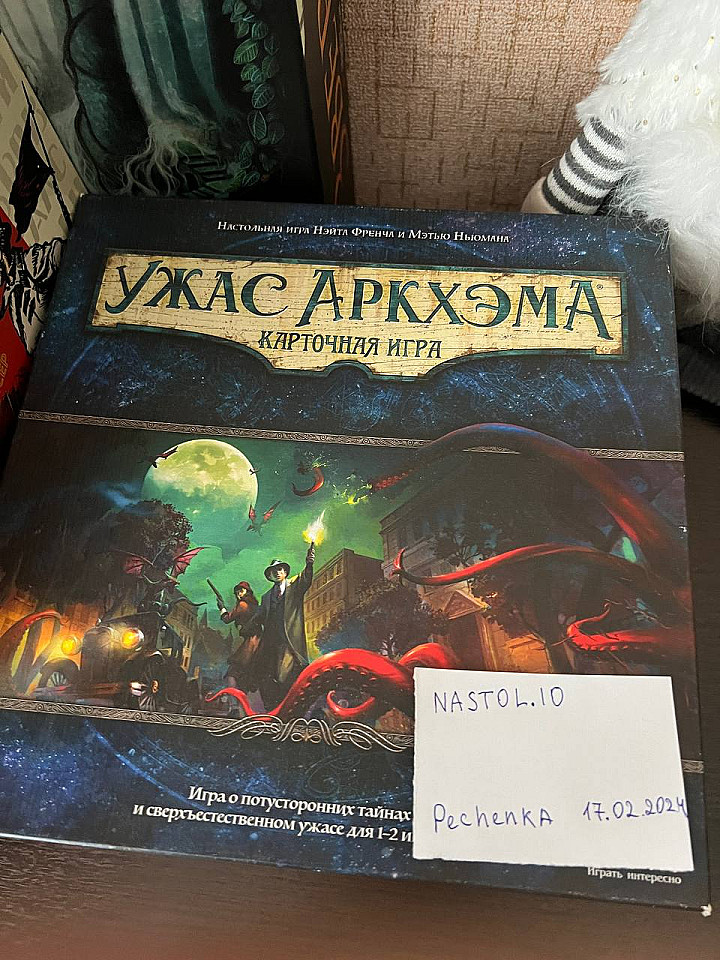 Настольная игра Нэйта Френча и Мэтью Ньюмана
Ужас Аркхэма®
карточная игра
NASTOL.IO
Pechenka 17.02.2024
Игра о потусторонних тайнах
и сверхъестественном ужасе для 1–2 и
Играть интересно